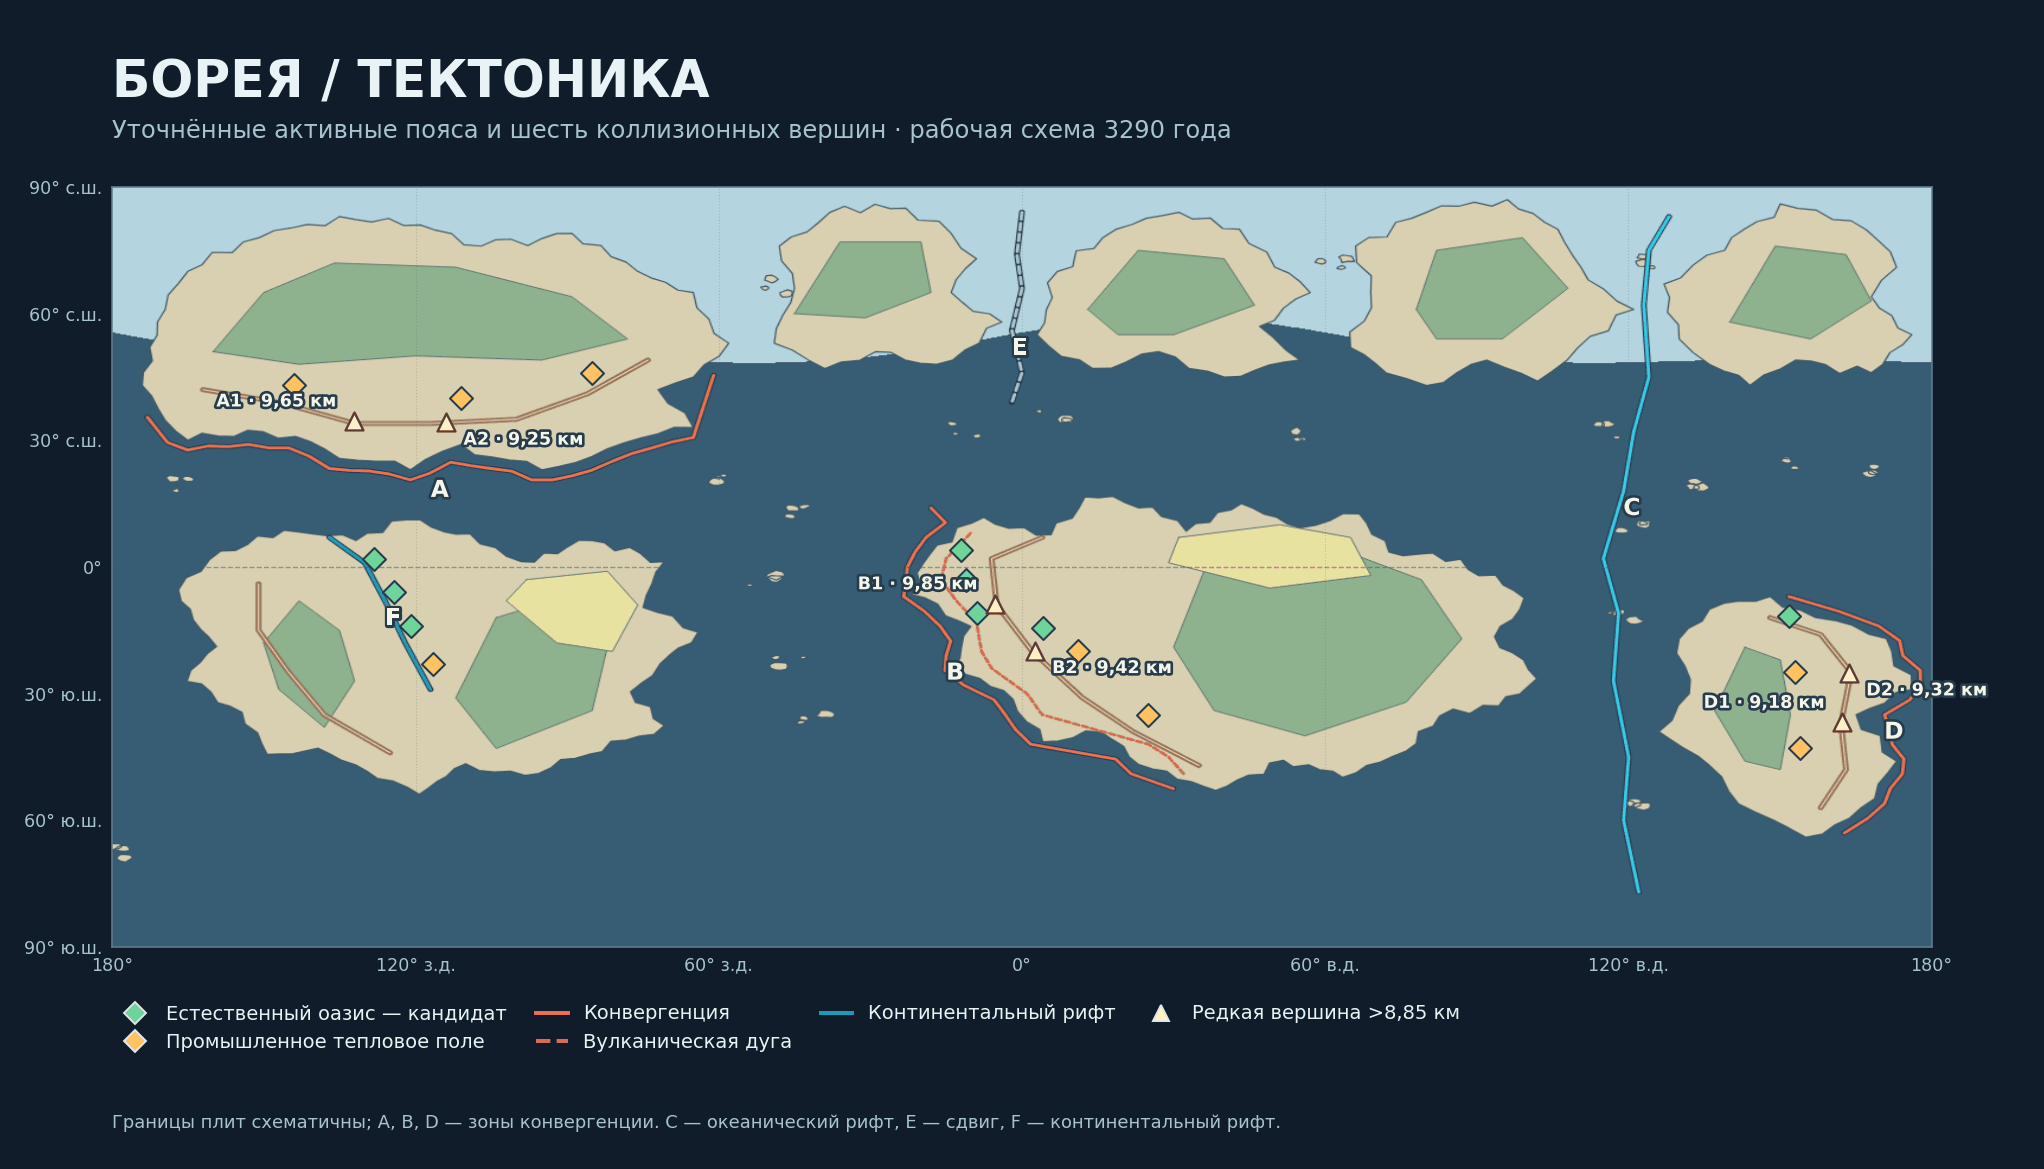 БОРЕЯ / ТЕКТОНИКА
Уточнённые активные пояса и шесть коллизионных вершин · рабочая схема 3290 года
90° с.ш.
60° с.ш.
30° с.ш.
0°
30° ю.ш.
60° ю.ш.
90° ю.ш.
E
A1 · 9,65 км
A2 · 9,25 км
A
C
B1 · 9,85 км
F
B
B2 · 9,42 км
D1 · 9,18 км
D2 · 9,32 км
D
180°
120° з.д.
60° з.д.
0°
60° в.д.
120° в.д.
180°
Естественный оазис — кандидат
Промышленное тепловое поле
Конвергенция
Вулканическая дуга
Континентальный рифт
Редкая вершина >8,85 км
Границы плит схематичны; A, B, D — зоны конвергенции. C — океанический рифт, E — сдвиг, F — континентальный рифт.